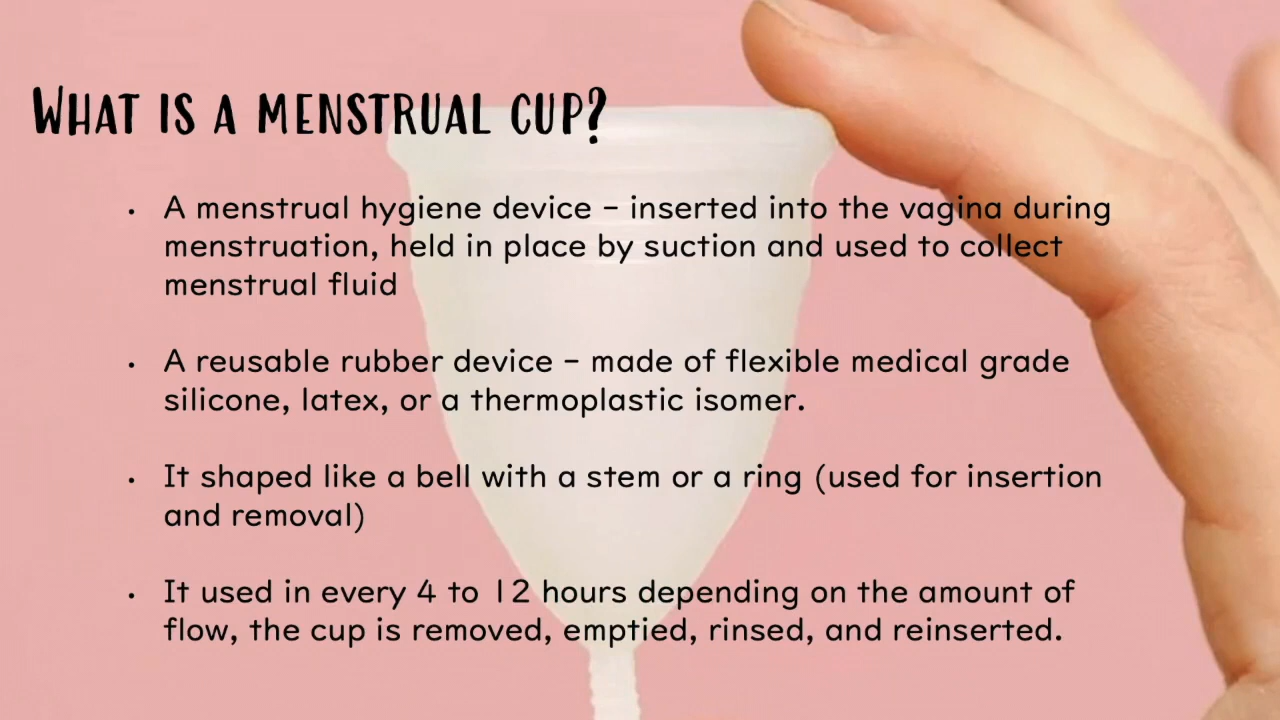 What is a menstrual cup?
• A menstrual hygiene device – inserted into the vagina during
menstruation, held in place by suction and used to collect
menstrual fluid
• A reusable rubber device – made of flexible medical grade
silicone, latex, or a thermoplastic isomer.
• It shaped like a bell with a stem or a ring (used for insertion
and removal)
• It used in every 4 to 12 hours depending on the amount of
flow, the cup is removed, emptied, rinsed, and reinserted.